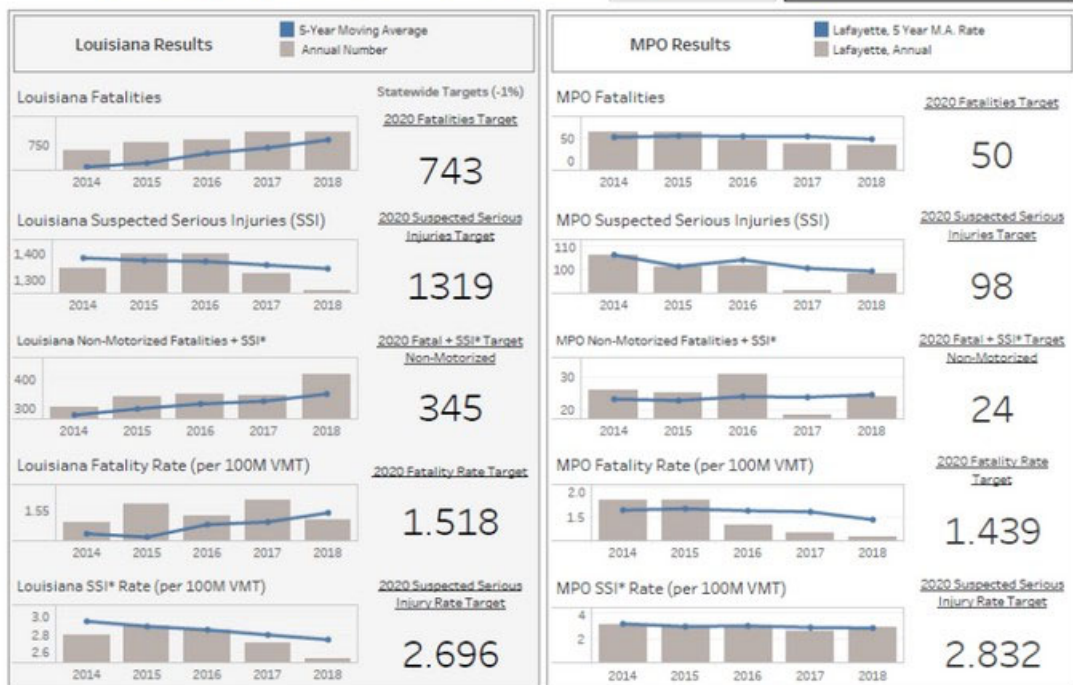 Louisiana Results
5-Year Moving Average
Annual Number
Louisiana Fatalities
Statewide Targets (-1%)
2020 Fatalities Target
743
750
2014 2015 2016 2017 2018
Louisiana Suspected Serious Injuries (SSI)
2020 Suspected Serious
Injuries Target
1319
1,400
1,300
2014 2015 2016 2017 2018
Louisiana Non-Motorized Fatalities + SSI*
2020 Fatal + SSI* Target
Non-Motorized
345
400
300
2014 2015 2016 2017 2018
Louisiana Fatality Rate (per 100M VMT)
2020 Fatality Rate Target
1.518
1.55
2014 2015 2016 2017 2018
Louisiana SSI* Rate (per 100M VMT)
2020 Suspected Serious
Injury Rate Target
2.696
3.0
2.8
2.6
2014 2015 2016 2017 2018
MPO Results
Lafayette, 5 Year M.A. Rate
Lafayette, Annual
MPO Fatalities
2020 Fatalities Target
50
50
0
2014 2015 2016 2017 2018
MPO Suspected Serious Injuries (SSI)
2020 Suspected Serious
Injuries Target
98
110
100
2014 2015 2016 2017 2018
MPO Non-Motorized Fatalities + SSI*
2020 Fatal + SSI* Target
Non-Motorized
24
30
20
2014 2015 2016 2017 2018
MPO Fatality Rate (per 100M VMT)
2020 Fatality Rate
Target
1.439
2.0
1.5
2014 2015 2016 2017 2018
MPO SSI* Rate (per 100M VMT)
2020 Suspected Serious
Injury Rate Target
2.832
4
2
2014 2015 2016 2017 2018